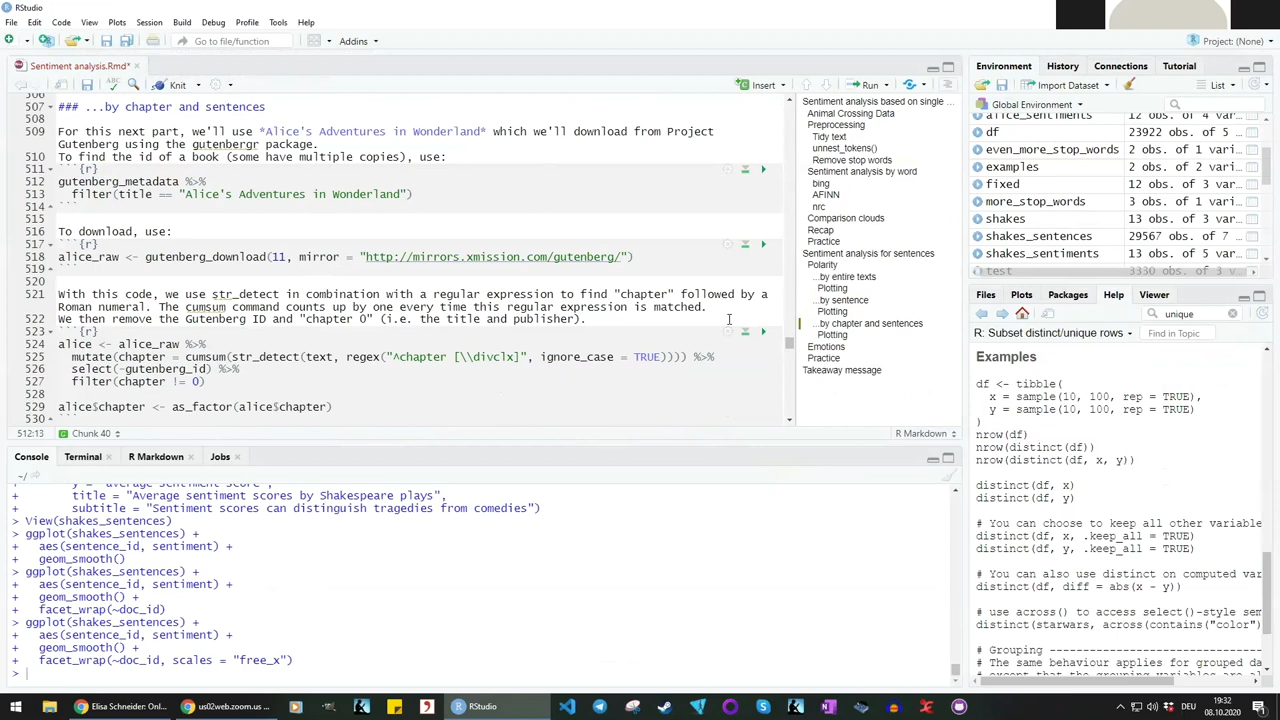 RStudio
File Edit Code View Plots Session Build Debug Profile Tools Help
Go to file/function Addins Project: (None)
Sentiment analysis.Rmd*
ABC Knit Insert Run
506
507 ### ...by chapter and sentences
508
509 For this next part, we'll use *Alice's Adventures in Wonderland* which we'll download from Project
Gutenberg using the gutenbergr package.
510 To find the id of a book (some have multiple copies), use:
511 ```{r}
512 gutenberg_metadata %>%
513 filter(title == "Alice's Adventures in Wonderland")
514 ```
515
516 To download, use:
517 ```{r}
518 alice_raw <- gutenberg_download(11, mirror = "http://mirrors.xmission.com/gutenberg/")
519 ```
520
521 With this code, we use str_detect in combination with a regular expression to find "chapter" followed by a
Roman numeral. The cumsum command counts up by one every time this regular expression is matched.
522 We then remove the Gutenberg ID and "chapter 0" (i.e. the title and publisher).
523 ```{r}
524 alice <- alice_raw %>%
525 mutate(chapter = cumsum(str_detect(text, regex("^chapter [\\divclx]", ignore_case = TRUE)))) %>%
526 select(-gutenberg_id) %>%
527 filter(chapter != 0)
528
529 alice$chapter <- as_factor(alice$chapter)
530 ```
512:13 Chunk 40 R Markdown
Sentiment analysis based on single ...
Animal Crossing Data
Preprocessing
Tidy text
unnest_tokens()
Remove stop words
Sentiment analysis by word
bing
AFINN
nrc
Comparison clouds
Recap
Practice
Sentiment analysis for sentences
Polarity
...by entire texts
Plotting
...by sentence
Plotting
...by chapter and sentences
Plotting
Emotions
Practice
Takeaway message
Console Terminal R Markdown Jobs
~/
+ y = "average sentiment score",
+ title = "Average sentiment scores by Shakespeare plays",
+ subtitle = "Sentiment scores can distinguish tragedies from comedies")
> View(shakes_sentences)
> ggplot(shakes_sentences) +
+ aes(sentence_id, sentiment) +
+ geom_smooth()
> ggplot(shakes_sentences) +
+ aes(sentence_id, sentiment) +
+ geom_smooth() +
+ facet_wrap(~doc_id)
> ggplot(shakes_sentences) +
+ aes(sentence_id, sentiment) +
+ geom_smooth() +
+ facet_wrap(~doc_id, scales = "free_x")
>
Environment History Connections Tutorial
Import Dataset List
Global Environment
alice_sentiments 12 obs. of 4 va…
df 23922 obs. of 5
even_more_stop_words 2 obs. of 1 vari…
examples 2 obs. of 2 vari…
fixed 12 obs. of 3 var…
more_stop_words 3 obs. of 1 vari…
shakes 13 obs. of 3 var…
shakes_sentences 29567 obs. of 7
shakes_sentiments 13 obs. of 4 var…
test 3330 obs. of 3 v…
Files Plots Packages Help Viewer
unique
R: Subset distinct/unique rows Find in Topic
Examples
df <- tibble(
x = sample(10, 100, rep = TRUE),
y = sample(10, 100, rep = TRUE)
)
nrow(df)
nrow(distinct(df))
nrow(distinct(df, x, y))
distinct(df, x)
distinct(df, y)
# You can choose to keep all other variable
distinct(df, x, .keep_all = TRUE)
distinct(df, y, .keep_all = TRUE)
# You can also use distinct on computed var
distinct(df, diff = abs(x - y))
# use across() to access select()-style sem
distinct(starwars, across(contains("color")
# Grouping -------------------------------
# The same behaviour applies for grouped da
# except that the grouping variables are al
Elisa Schneider: Onl... us02web.zoom.us ... RStudio
19:32
08.10.2020